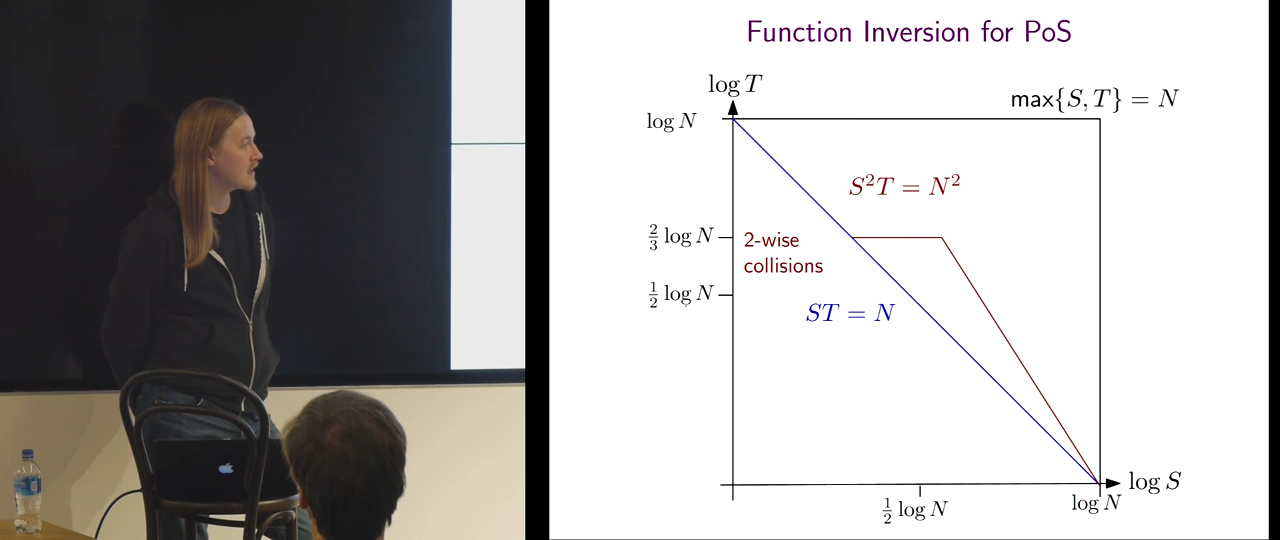 Function Inversion for PoS
log T
max{S, T} = N
log N
S²T = N²
2/3 log N
2-wise
collisions
1/2 log N
ST = N
log S
1/2 log N
log N